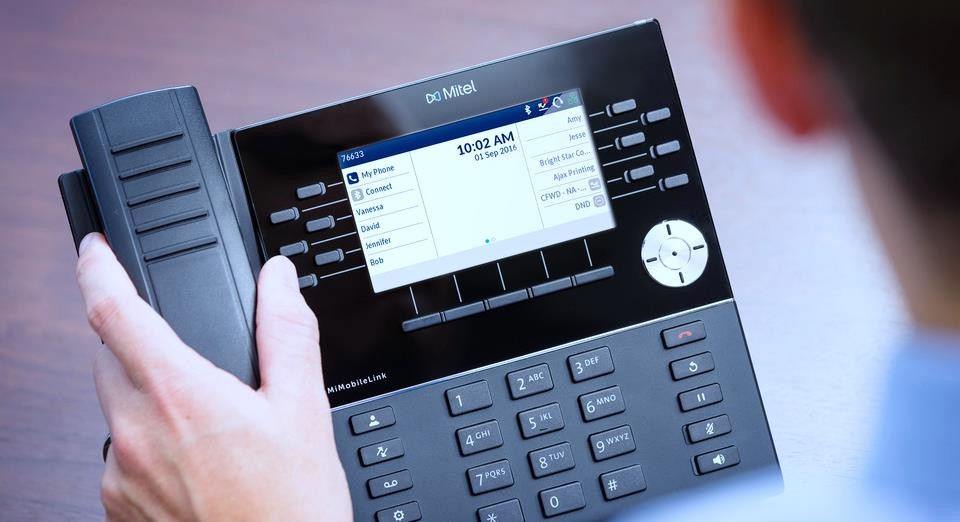 Mitel
76633
10:02 AM
01 Sep 2016
My Phone
Connect
Vanessa
David
Jennifer
Bob
Amy
Jesse
Bright Star Co...
Ajax Printing
CFWD - NA -...
DND
MiMobileLink
1
2 ABC
3 DEF
4 GHI
5 JKL
6 MNO
7 PQRS
8 TUV
9 WXYZ
*
0
#